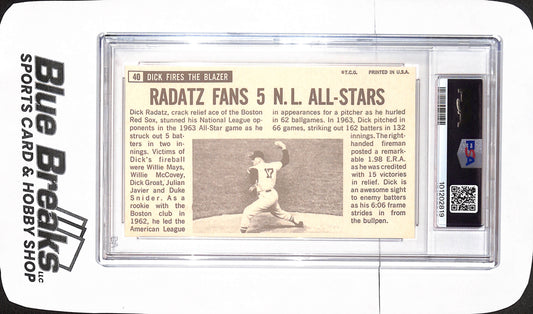 Blue Breaks LLC
SPORTS CARD & HOBBY SHOP
40 DICK FIRES THE BLAZER
©T.C.G. PRINTED IN U.S.A.
RADATZ FANS 5 N.L. ALL-STARS
Dick Radatz, crack relief ace of the Boston
Red Sox, stunned his National League op-
ponents in the 1963 All-Star game as he
struck out 5 bat-
ters in two in-
nings. Victims of
Dick's fireball
were Willie Mays,
Willie McCovey,
Dick Groat, Julian
Javier and Duke
Snider. As a
rookie with the
Boston club in
1962, he led the
American League
in appearances for a pitcher as he hurled
in 62 ballgames. In 1963, Dick pitched in
66 games, striking out 162 batters in 132
innings. The right-
handed fireman
posted a remark-
able 1.98 E.R.A.
as he was credited
with 15 victories
in relief. Dick is
an awesome sight
to enemy batters
as his 6:06 frame
strides in from
the bullpen.
17
PSA
101202819